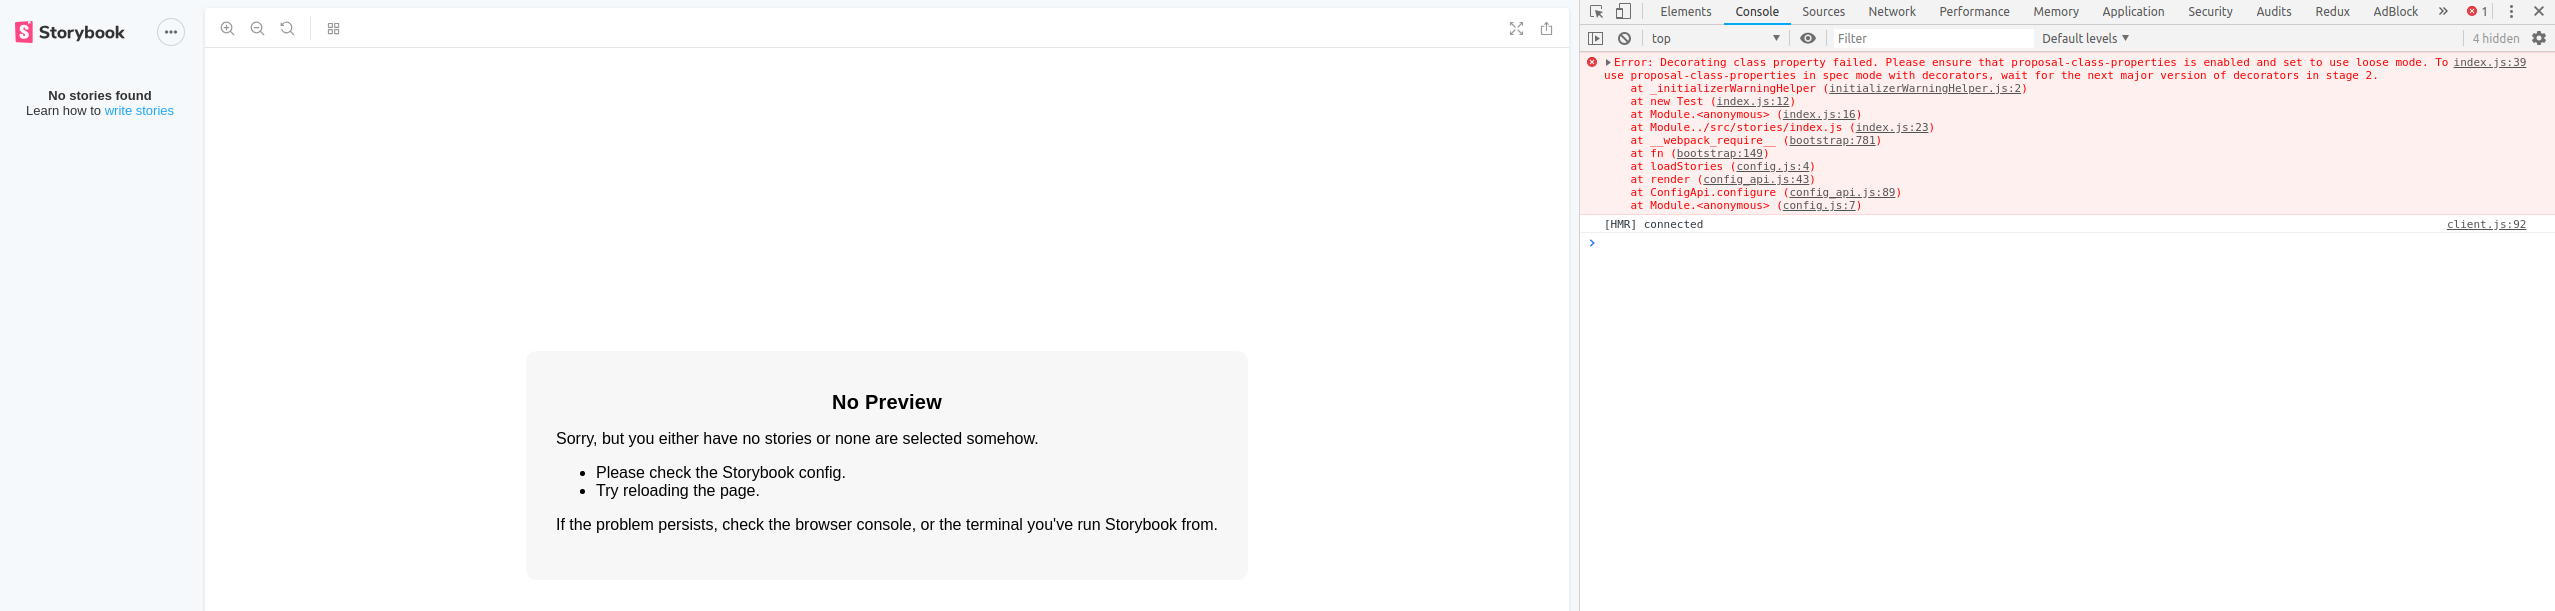 Storybook
No stories found
Learn how to write stories
No Preview
Sorry, but you either have no stories or none are selected somehow.
Please check the Storybook config.
Try reloading the page.
If the problem persists, check the browser console, or the terminal you've run Storybook from.
Elements Console Sources Network Performance Memory Application Security Audits Redux AdBlock » 1
top Filter Default levels 4 hidden
Error: Decorating class property failed. Please ensure that proposal-class-properties is enabled and set to use loose mode. To index.js:39
use proposal-class-properties in spec mode with decorators, wait for the next major version of decorators in stage 2.
at _initializerWarningHelper (initializerWarningHelper.js:2)
at new Test (index.js:12)
at Module.<anonymous> (index.js:16)
at Module../src/stories/index.js (index.js:23)
at __webpack_require__ (bootstrap:781)
at fn (bootstrap:149)
at loadStories (config.js:4)
at render (config_api.js:43)
at ConfigApi.configure (config_api.js:89)
at Module.<anonymous> (config.js:7)
[HMR] connected client.js:92